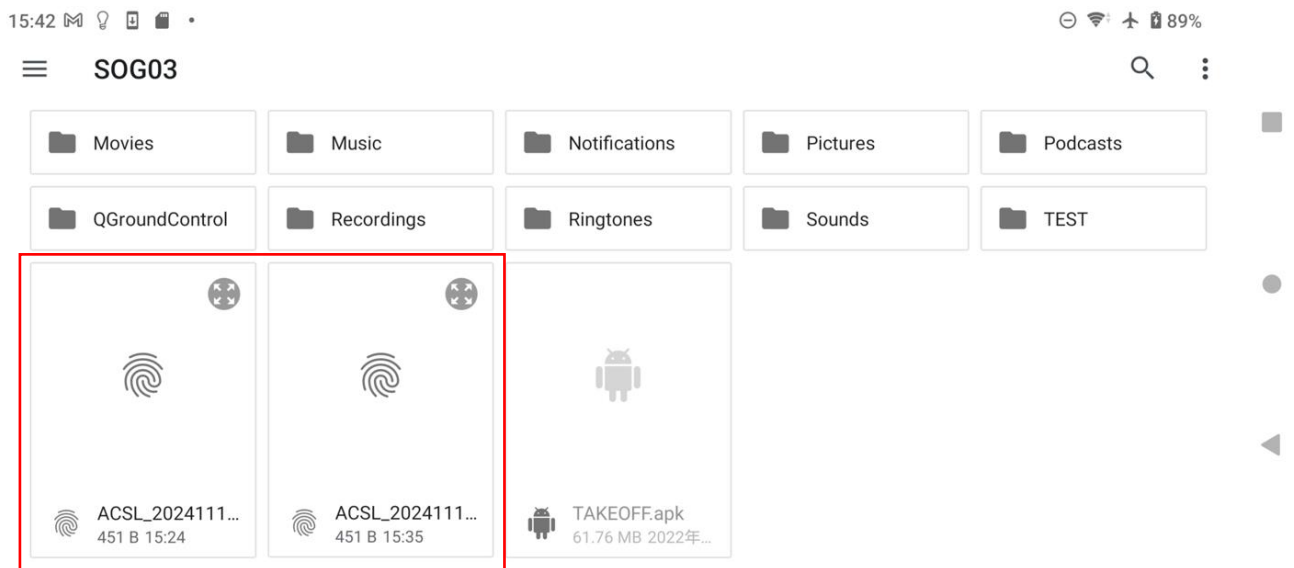 15:42 89%
SOG03
Movies Music Notifications Pictures Podcasts
QGroundControl Recordings Ringtones Sounds TEST
ACSL_2024111... ACSL_2024111... TAKEOFF.apk
451 B 15:24 451 B 15:35 61.76 MB 2022年...